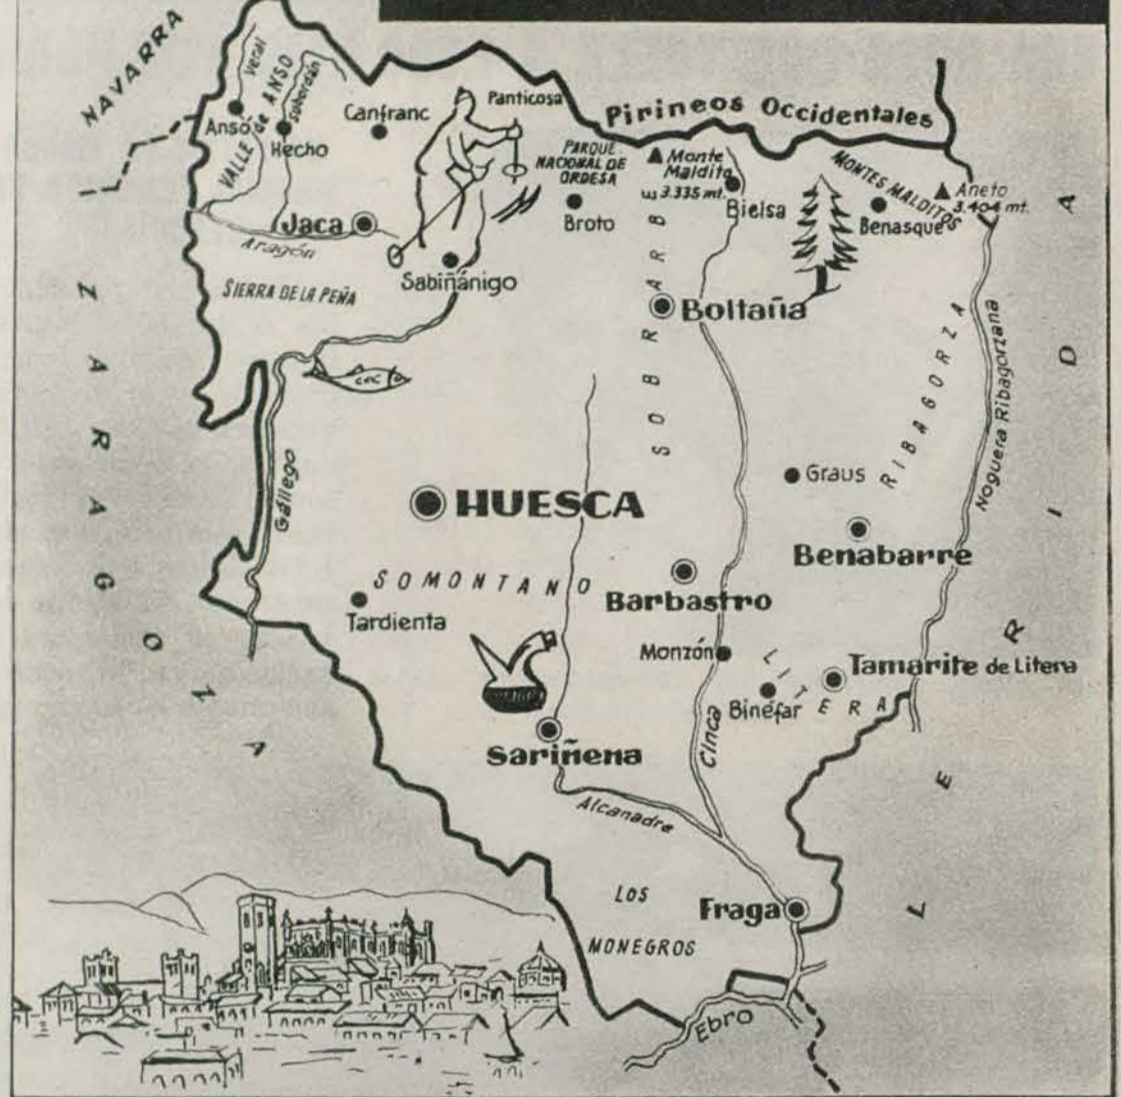 NAVARRA
Veral
VALLE de ANSO
Subordán
Ansó
Hecho
Canfranc
Panticosa
Pirineos Occidentales
PARQUE
NACIONAL DE
ORDESA
Monte
Maldito
3.335 mt.
MONTES MALDITOS
Aneto
3.404 mt.
Bielsa
Benasque
Broto
Jaca
Aragón
Sabiñánigo
SIERRA DE LA PEÑA
Boltaña
SOBRARBE
RIBAGORZA
Noguera Ribagorzana
ZARAGOZA
LERIDA
Gállego
HUESCA
Graus
Benabarre
SOMONTANO
Barbastro
Tardienta
Monzón
LITERA
Tamarite de Litera
Binéfar
Sariñena
Cinca
Alcanadre
LOS
MONEGROS
Fraga
Ebro